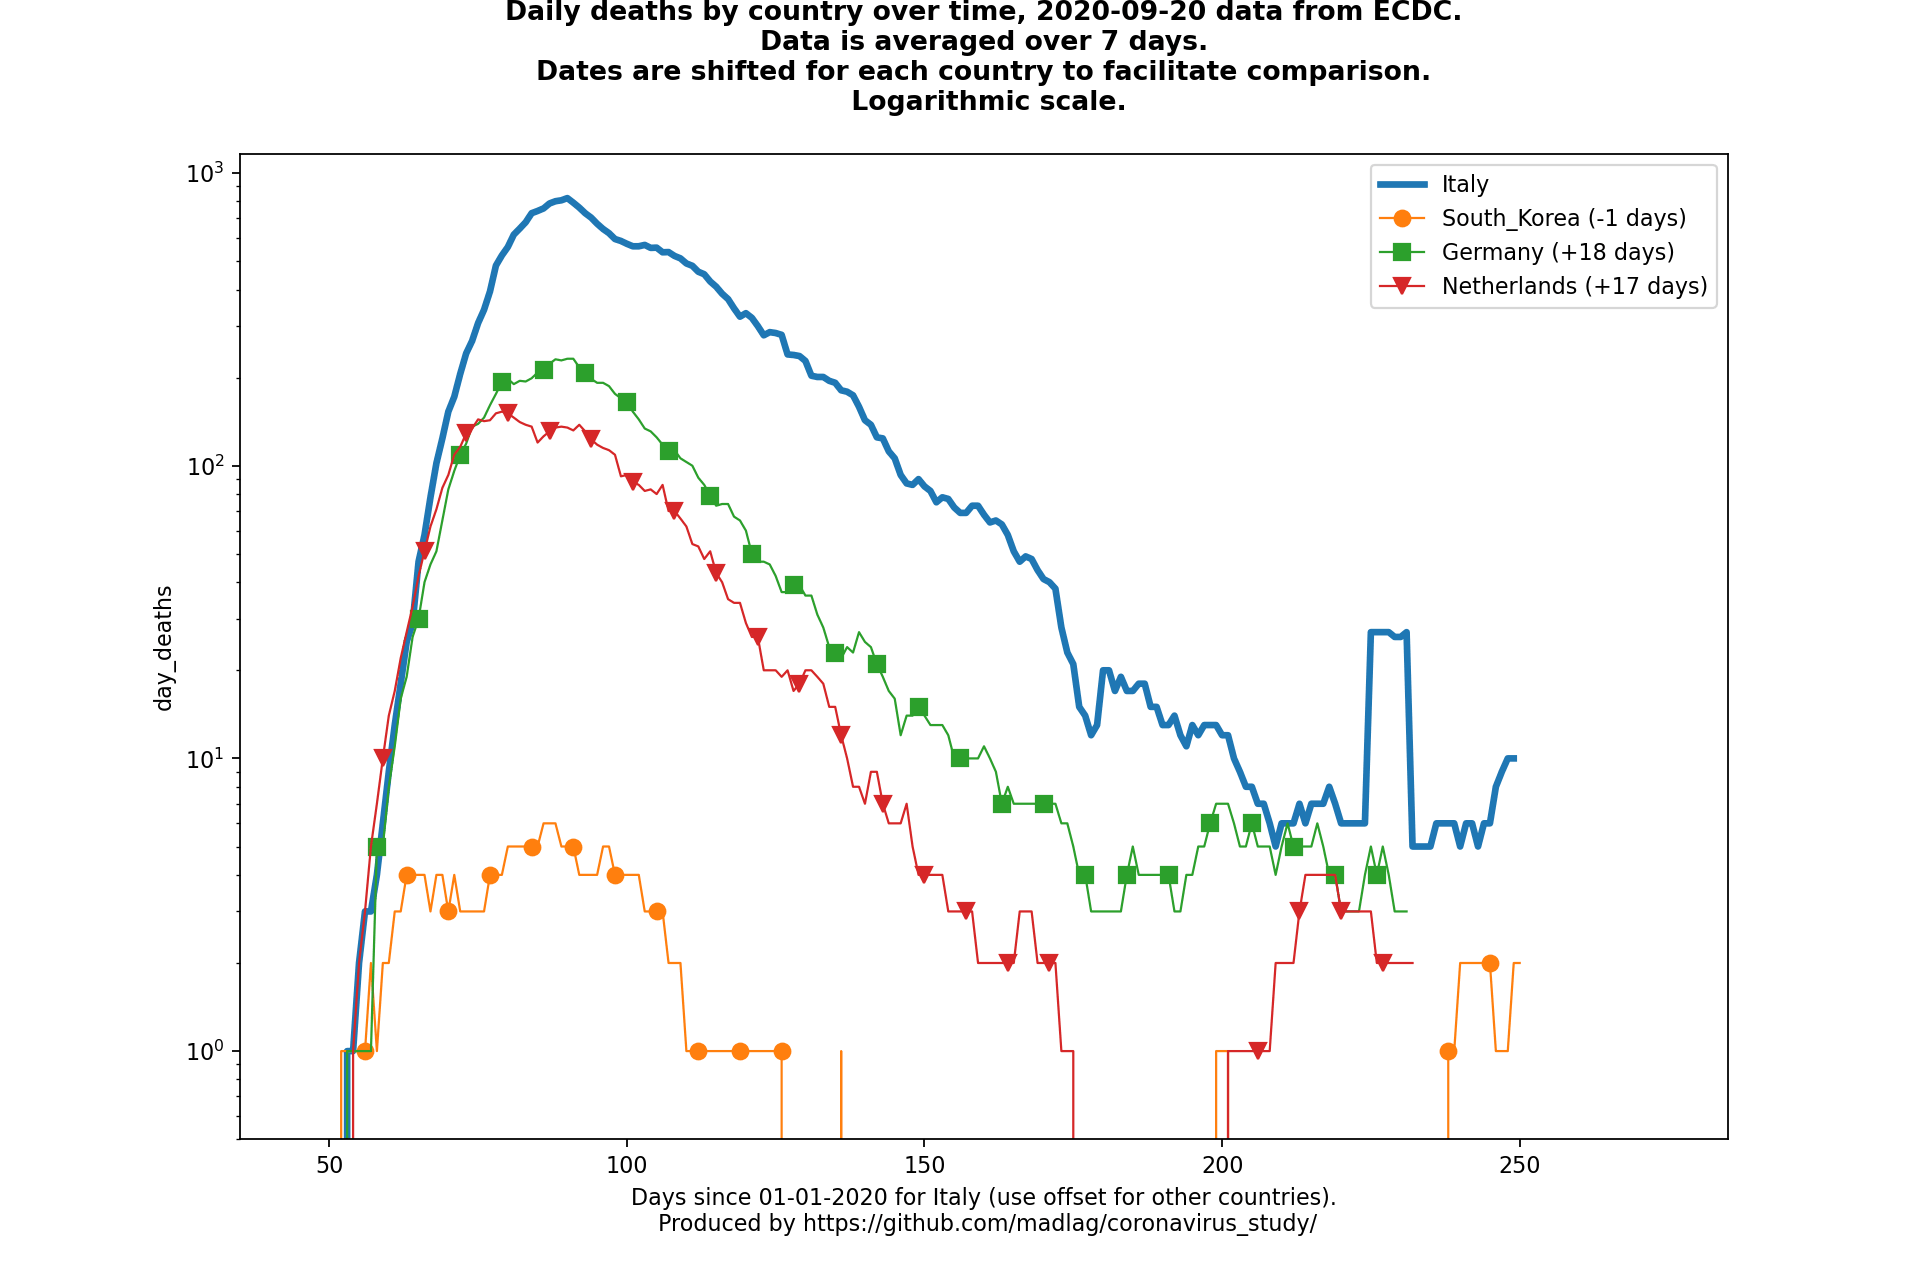 Daily deaths by country over time, 2020-09-20 data from ECDC.
Data is averaged over 7 days.
Dates are shifted for each country to facilitate comparison.
Logarithmic scale.
10³
10²
10¹
10⁰
day_deaths
Italy
South_Korea (-1 days)
Germany (+18 days)
Netherlands (+17 days)
50 100 150 200 250
Days since 01-01-2020 for Italy (use offset for other countries).
Produced by https://github.com/madlag/coronavirus_study/